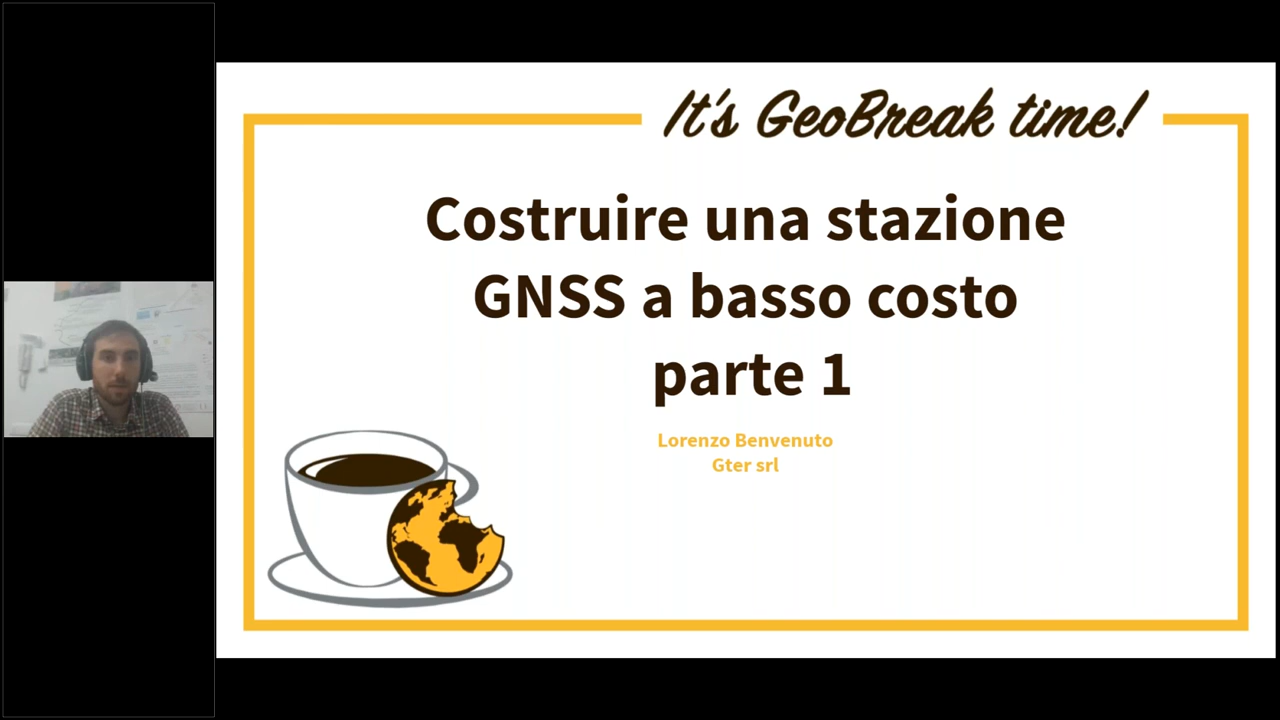 It's GeoBreak time!
Costruire una stazione
GNSS a basso costo
parte 1
Lorenzo Benvenuto
Gter srl